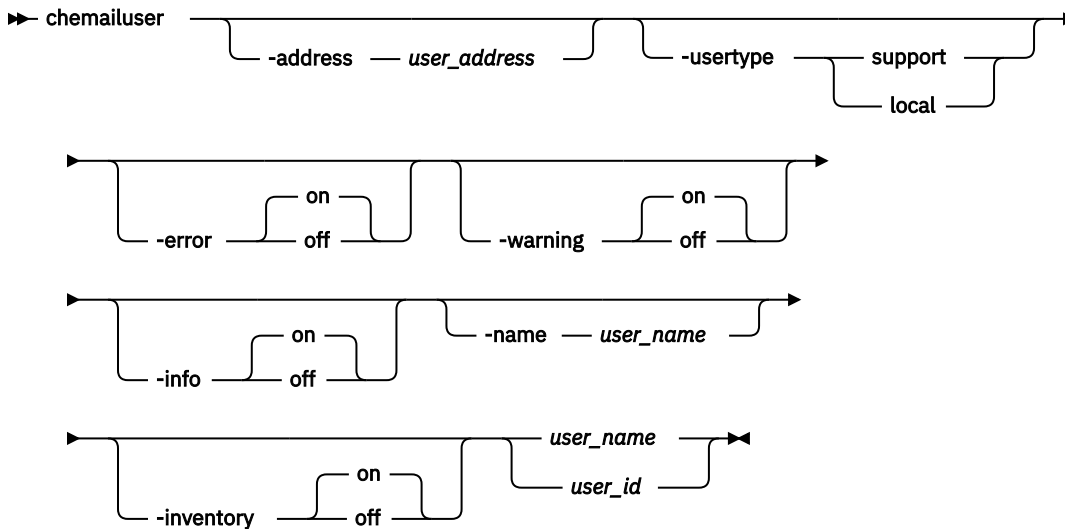 chemailuser
-address user_address -usertype support
local
on on
-error off -warning off
on -name user_name
-info off
user_name
on user_id
-inventory off